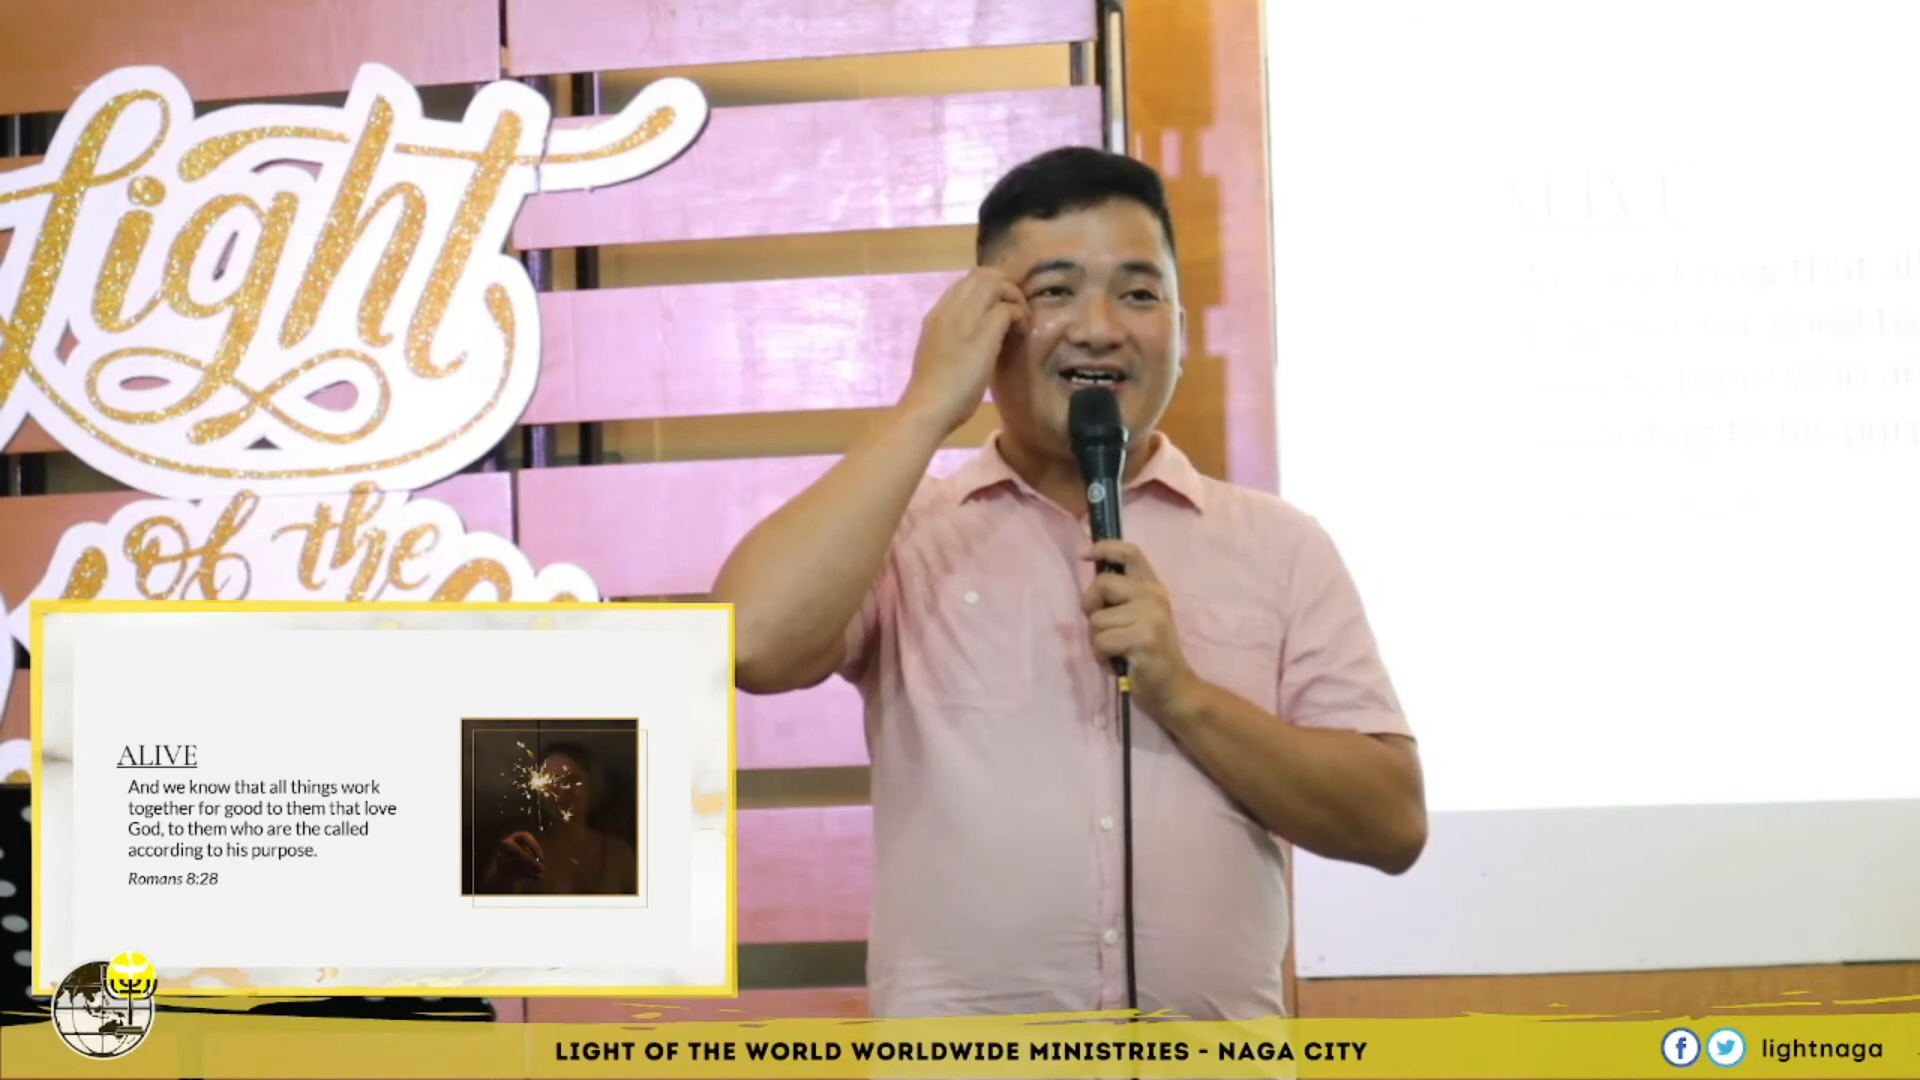 Light
of the
ALIVE
And we know that all things work
together for good to them that love
God, to them who are the called
according to his purpose.
Romans 8:28
LIGHT OF THE WORLD WORLDWIDE MINISTRIES - NAGA CITY
lightnaga